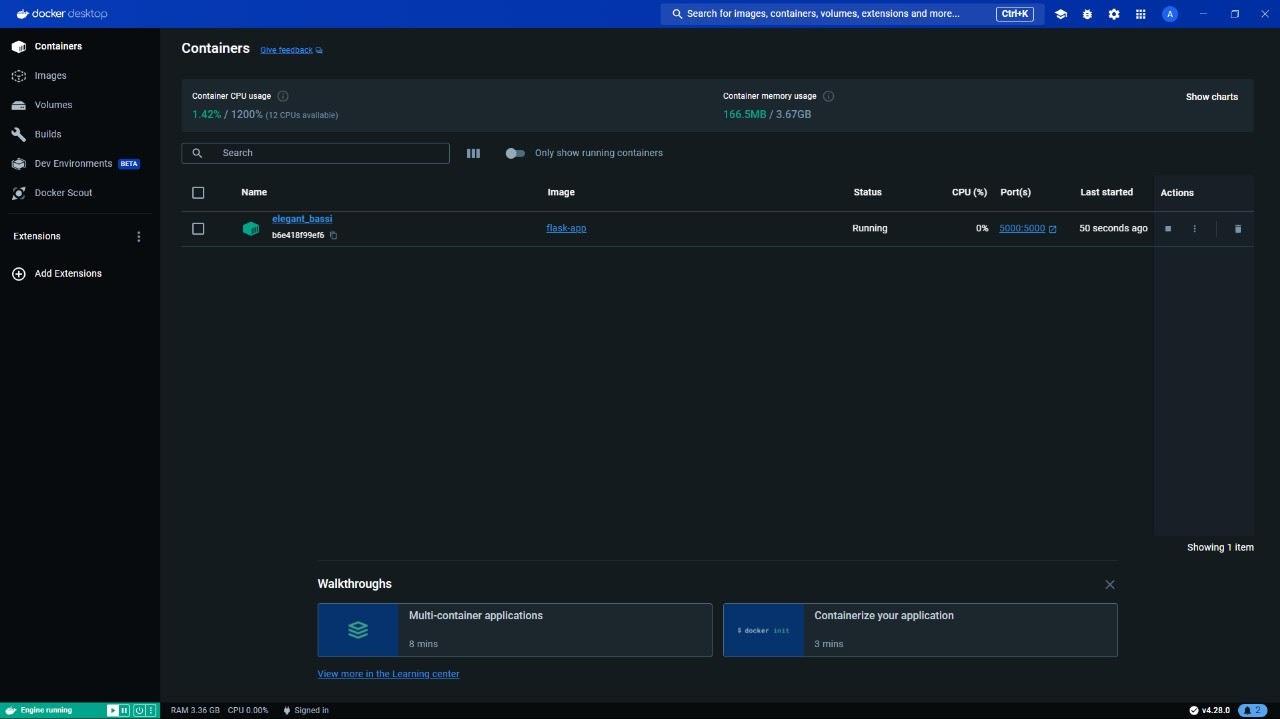 docker desktop
Search for images, containers, volumes, extensions and more...
Ctrl+K
A
Containers
Images
Volumes
Builds
Dev Environments BETA
Docker Scout
Extensions
Add Extensions
Containers Give feedback
Container CPU usage
1.42% / 1200% (12 CPUs available)
Container memory usage
166.5MB / 3.67GB
Show charts
Search
Only show running containers
Name Image Status CPU (%) Port(s) Last started Actions
elegant_bassi
b6e418f99ef6
flask-app Running 0% 5000:5000 50 seconds ago
Showing 1 item
Walkthroughs
Multi-container applications
8 mins
$ docker init
Containerize your application
3 mins
View more in the Learning center
Engine running
RAM 3.36 GB CPU 0.00% Signed in
v4.28.0
2